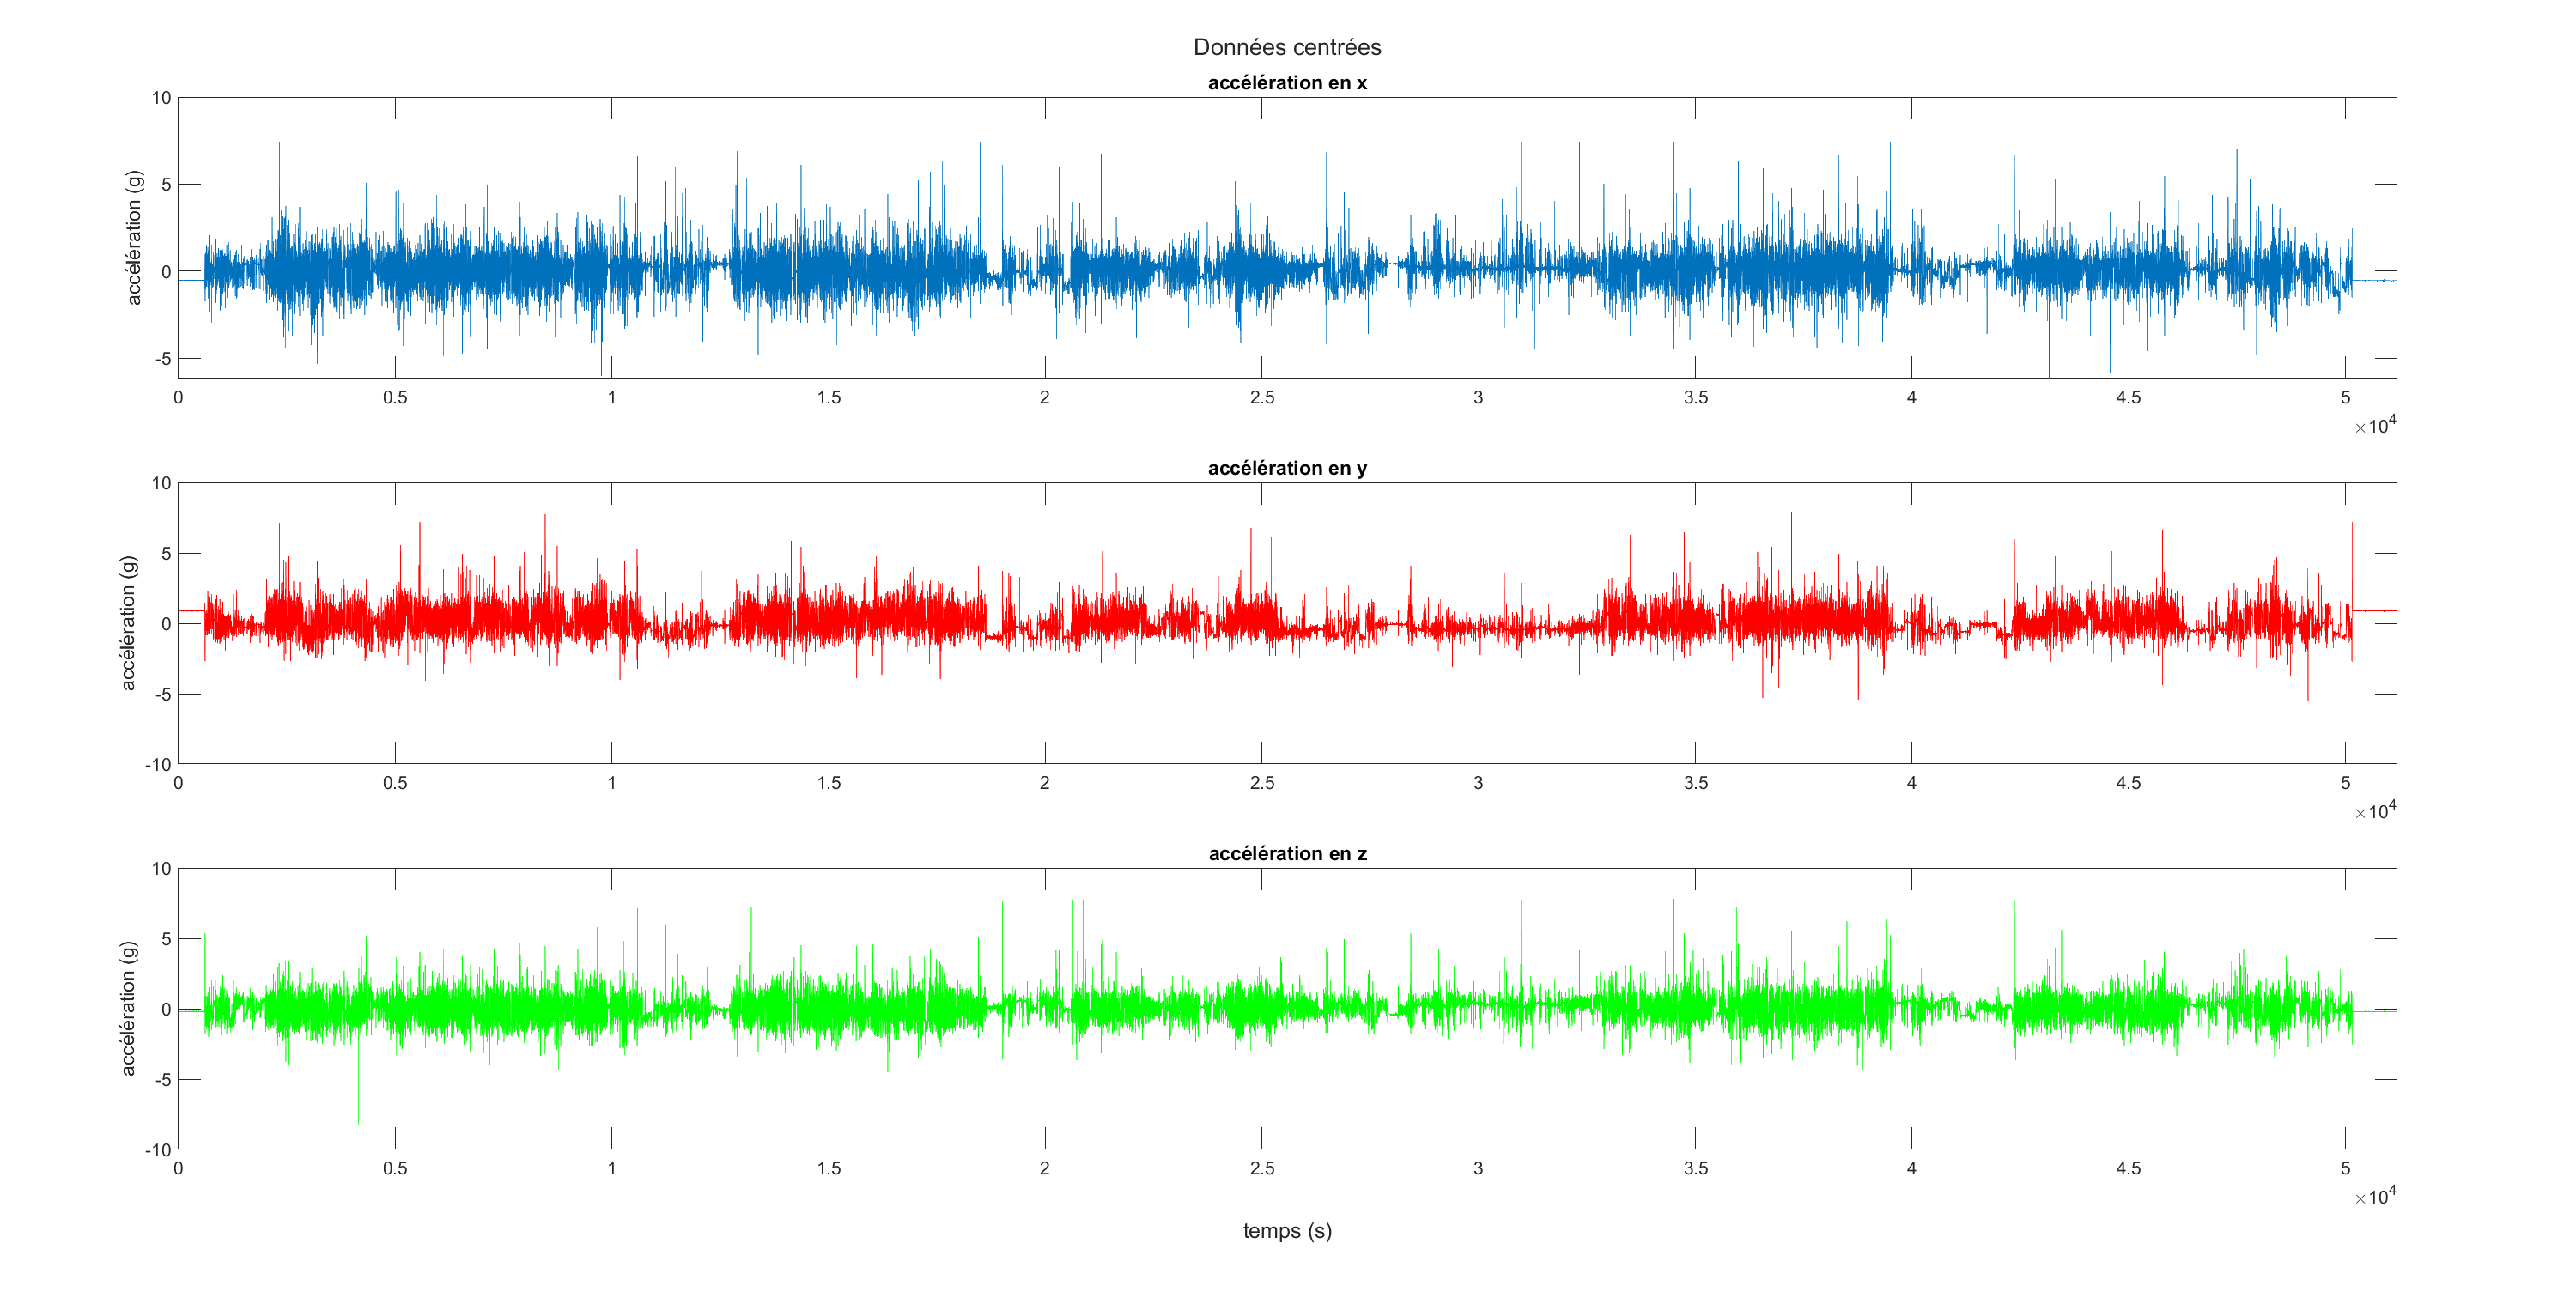 Données centrées
accélération en x
accélération (g)
10
5
0
-5
0 0.5 1 1.5 2 2.5 3 3.5 4 4.5 5
×10^4
accélération en y
accélération (g)
10
5
0
-5
-10
0 0.5 1 1.5 2 2.5 3 3.5 4 4.5 5
×10^4
accélération en z
accélération (g)
10
5
0
-5
-10
0 0.5 1 1.5 2 2.5 3 3.5 4 4.5 5
×10^4
temps (s)